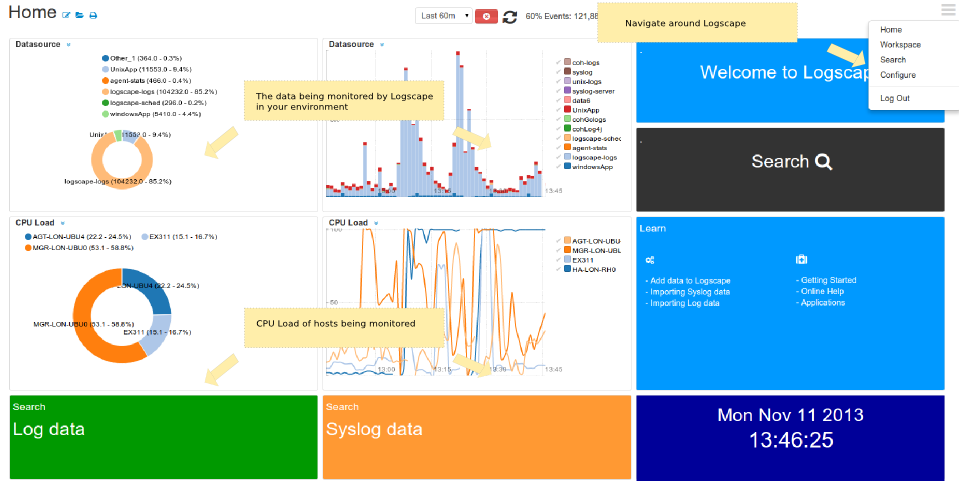 Home
Last 60m
60% Events: 121,88
Navigate around Logscape
Home
Workspace
Search
Configure
Log Out
Datasource
Other_1 (364.0 - 0.3%)
UnixApp (11553.0 - 9.4%)
agent-stats (466.0 - 0.4%)
logscape-logs (104232.0 - 85.2%)
logscape-sched (296.0 - 0.2%)
windowsApp (5410.0 - 4.4%)
logscape-logs (104232.0 - 85.2%)
The data being monitored by Logscape
in your environment
Datasource
coh-logs
syslog
unix-logs
syslog-server
data6
UnixApp
cohGclogs
cohLog4j
logscape-sched
agent-stats
logscape-logs
windowsApp
13:45
Welcome to Logscap
Search
CPU Load
AGT-LON-UBU4 (22.2 - 24.5%)
EX311 (15.1 - 16.7%)
MGR-LON-UBU0 (53.1 - 58.8%)
LON-UBU4 (22.2 - 24.5%)
MGR-LON-UBU0 (53.1 - 58.8%)
EX311 (15.1 - 16.7%)
CPU Load of hosts being monitored
CPU Load
AGT-LON-UBU4
MGR-LON-UBU
EX311
HA-LON-RH0
100
50
13:00
13:15
13:30
13:45
Learn
- Add data to Logscape
- Importing Syslog data
- Importing Log data
- Getting Started
- Online Help
- Applications
Search
Log data
Search
Syslog data
Mon Nov 11 2013
13:46:25